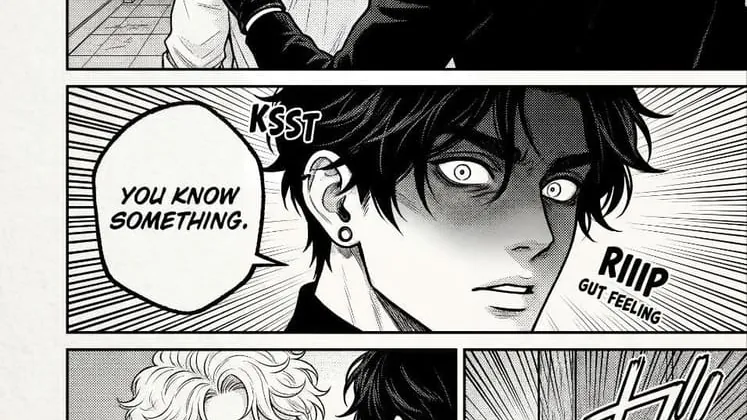 KSST
YOU KNOW
SOMETHING.
RIIIP
GUT FEELING